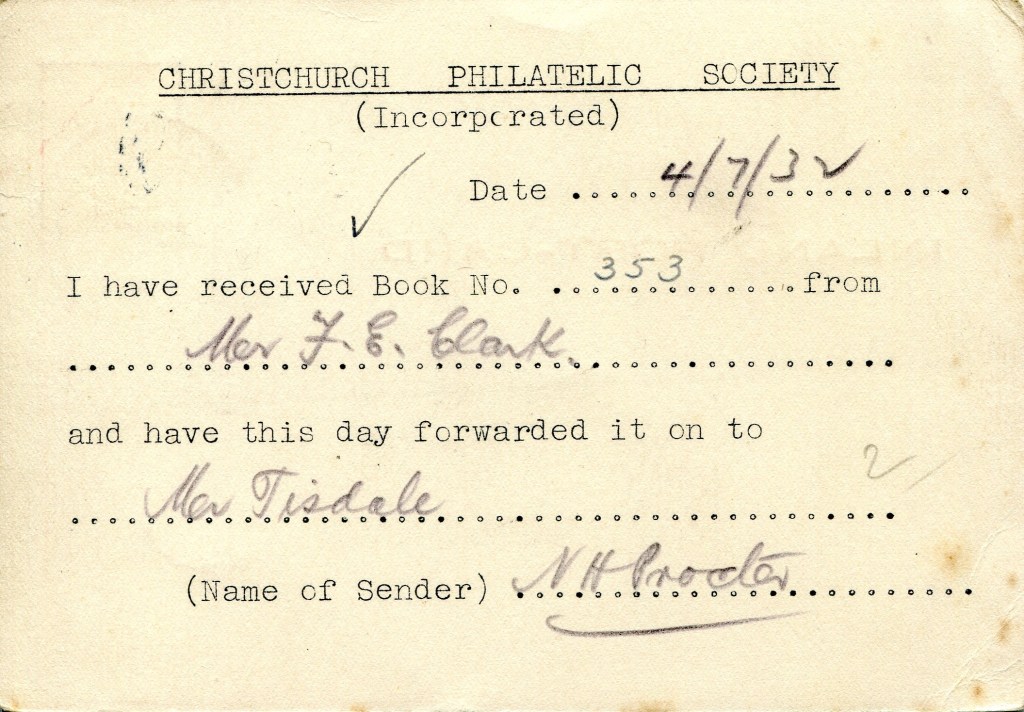 CHRISTCHURCH PHILATELIC SOCIETY
(Incorporated)
Date 4/7/32
I have received Book No. 353 from
Mr F. E. Clark.
and have this day forwarded it on to
2
Mr Tisdale
(Name of Sender) N H Procter